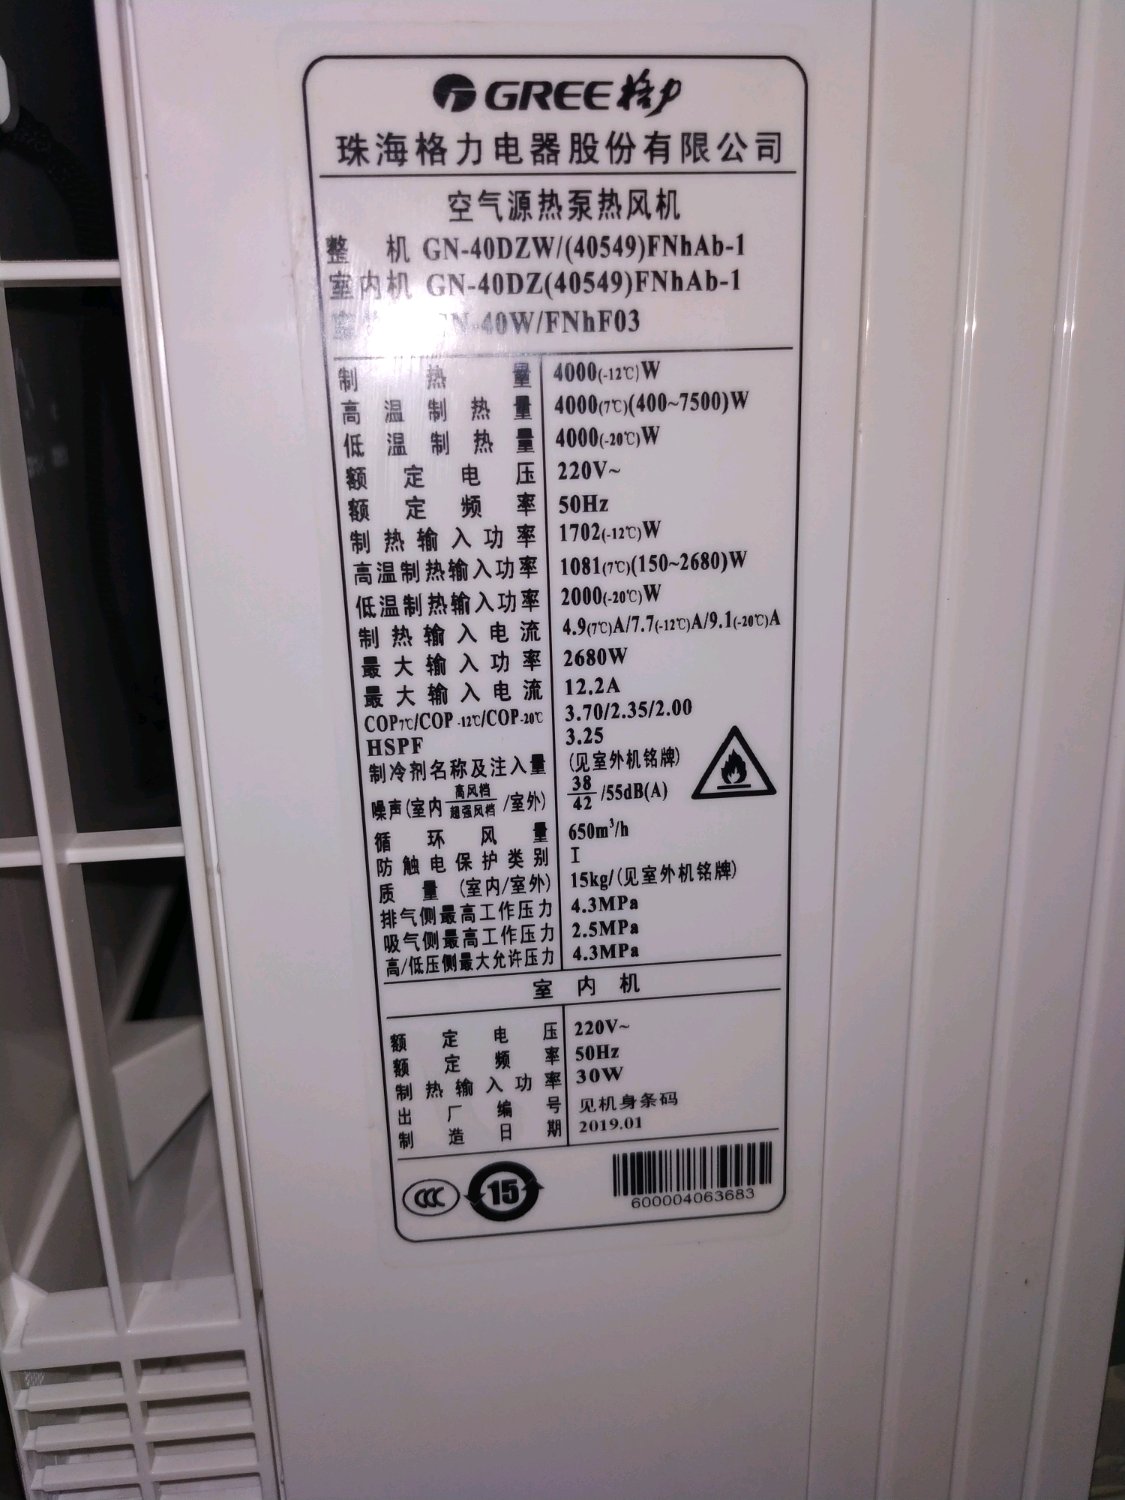 GREE格力
珠海格力电器股份有限公司
空气源热泵热风机
整 机 GN-40DZW/(40549)FNhAb-1
室内机 GN-40DZ(40549)FNhAb-1
GN-40W/FNhF03
制热量 4000(-12℃)W
高温制热量 4000(7℃)(400~7500)W
低温制热量 4000(-20℃)W
额定电压 220V~
额定频率 50Hz
制热输入功率 1702(-12℃)W
高温制热输入功率 1081(7℃)(150~2680)W
低温制热输入功率 2000(-20℃)W
制热输入电流 4.9(7℃)A/7.7(-12℃)A/9.1(-20℃)A
最大输入功率 2680W
最大输入电流 12.2A
COP7℃/COP-12℃/COP-20℃ 3.70/2.35/2.00
HSPF 3.25
制冷剂名称及注入量 (见室外机铭牌)
噪声(室内高风档/超强风档/室外) 38/42/55dB(A)
循环风量 650m³/h
防触电保护类别 I
质量(室内/室外) 15kg/(见室外机铭牌)
排气侧最高工作压力 4.3MPa
吸气侧最高工作压力 2.5MPa
高/低压侧最大允许压力 4.3MPa
室内机
额定电压 220V~
额定频率 50Hz
制热输入功率 30W
出厂编号 见机身条码
制造日期 2019.01
CCC 15 600004063683